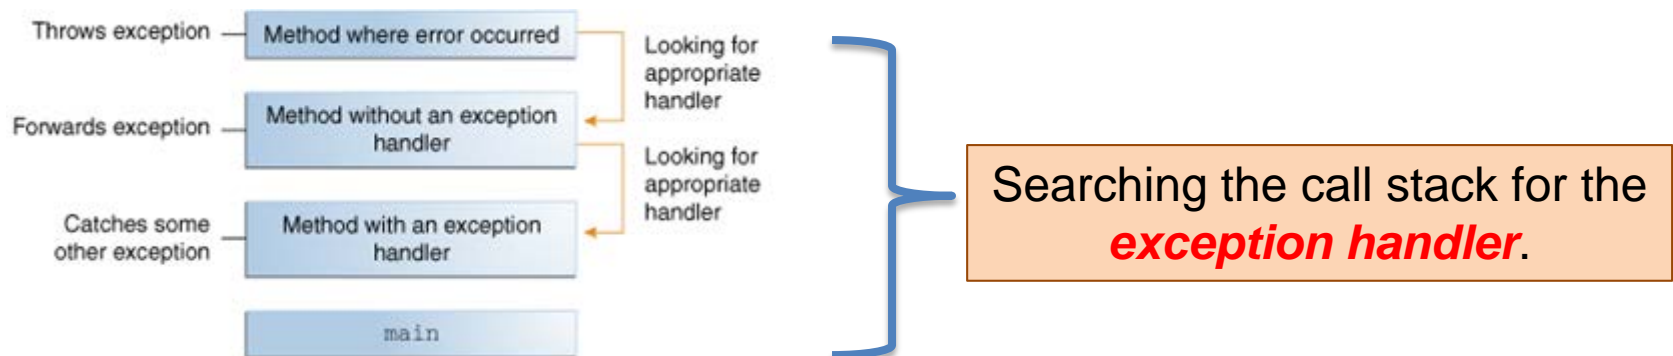 Throws exception
Method where error occurred
Looking for
appropriate
handler
Forwards exception
Method without an exception
handler
Looking for
appropriate
handler
Catches some
other exception
Method with an exception
handler
main
Searching the call stack for the
exception handler.